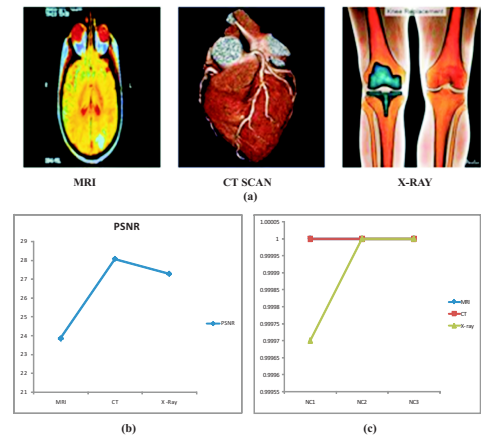 Knee Replacement
MRI
CT SCAN
X-RAY
(a)
PSNR
29
28
27
26
25
24
23
22
21
MRI
CT
X -Ray
PSNR
(b)
1.00005
1
0.99995
0.9999
0.99985
0.9998
0.99975
0.9997
0.99965
0.9996
0.99955
NC1
NC2
NC3
MRI
CT
X- ray
(c)